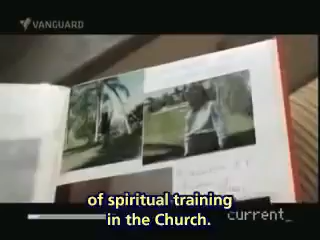 VANGUARD
of spiritual training
in the Church.
current_